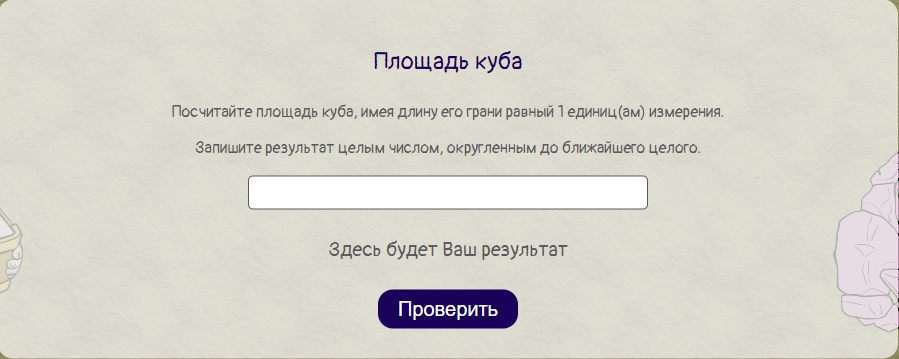 Площадь куба
Посчитайте площадь куба, имея длину его грани равный 1 единиц(ам) измерения.
Запишите результат целым числом, округленным до ближайшего целого.
Здесь будет Ваш результат
Проверить